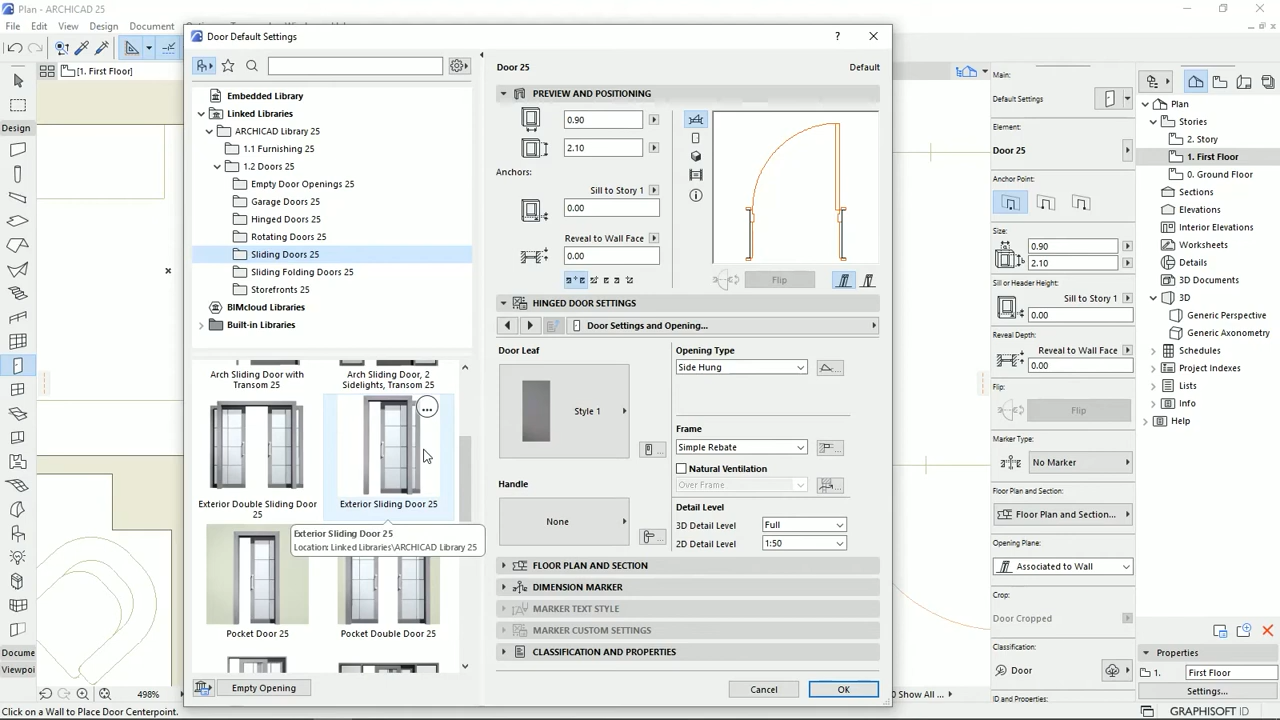 Plan - ARCHICAD 25
File Edit View Design Document
[1. First Floor]
Design
Docume
Viewpoi
498%
Click on a Wall to Place Door Centerpoint.
Door Default Settings
?
Embedded Library
Linked Libraries
ARCHICAD Library 25
1.1 Furnishing 25
1.2 Doors 25
Empty Door Openings 25
Garage Doors 25
Hinged Doors 25
Rotating Doors 25
Sliding Doors 25
Sliding Folding Doors 25
Storefronts 25
BIMcloud Libraries
Built-in Libraries
Arch Sliding Door with
Transom 25
Arch Sliding Door, 2
Sidelights, Transom 25
Exterior Double Sliding Door
25
Exterior Sliding Door 25
Exterior Sliding Door 25
Location: Linked Libraries\ARCHICAD Library 25
Pocket Door 25
Pocket Double Door 25
Empty Opening
Door 25
Default
PREVIEW AND POSITIONING
0.90
2.10
Anchors:
Sill to Story 1
0.00
Reveal to Wall Face
0.00
Flip
HINGED DOOR SETTINGS
Door Settings and Opening...
Door Leaf
Style 1
Handle
None
Opening Type
Side Hung
Frame
Simple Rebate
Natural Ventilation
Over Frame
Detail Level
3D Detail Level
Full
2D Detail Level
1:50
FLOOR PLAN AND SECTION
DIMENSION MARKER
MARKER TEXT STYLE
MARKER CUSTOM SETTINGS
CLASSIFICATION AND PROPERTIES
Cancel
OK
Main:
Default Settings
Element:
Door 25
Anchor Point:
Size:
0.90
2.10
Sill or Header Height:
Sill to Story 1
0.00
Reveal Depth:
Reveal to Wall Face
0.00
Flip:
Flip
Marker Type:
No Marker
Floor Plan and Section:
Floor Plan and Section...
Opening Plane:
Associated to Wall
Crop:
Door Cropped
Classification:
Door
ID and Properties:
0 Show All ...
Plan
Stories
2. Story
1. First Floor
0. Ground Floor
Sections
Elevations
Interior Elevations
Worksheets
Details
3D Documents
3D
Generic Perspective
Generic Axonometry
Schedules
Project Indexes
Lists
Info
Help
Properties
1.
First Floor
Settings...
GRAPHISOFT ID